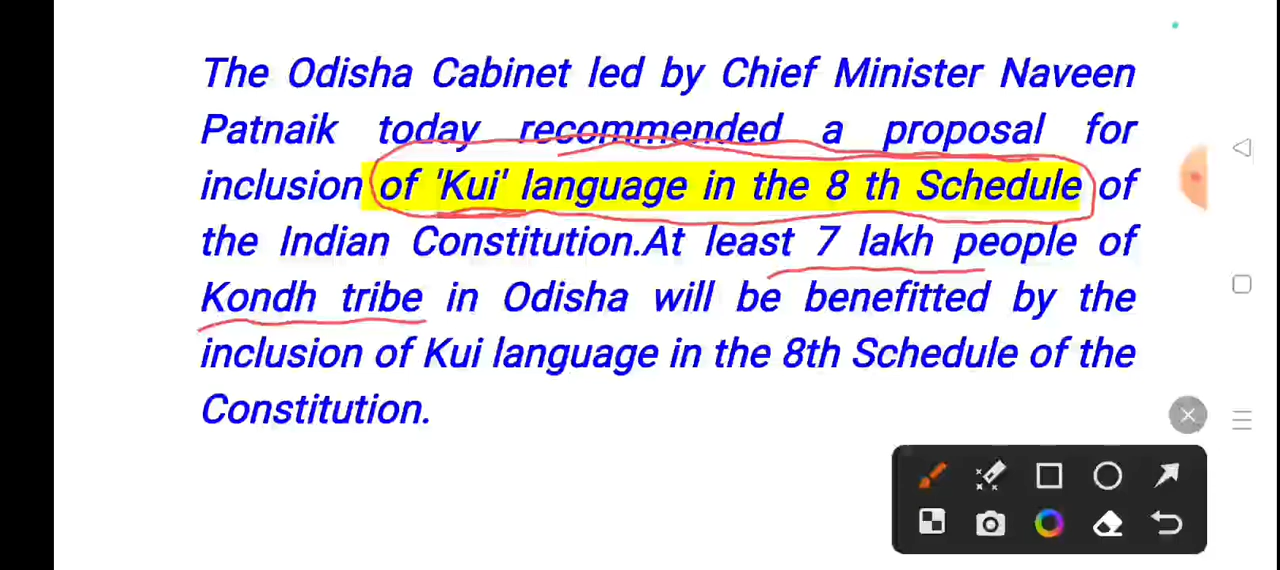 The Odisha Cabinet led by Chief Minister Naveen
Patnaik today recommended a proposal for
inclusion of 'Kui' language in the 8 th Schedule of
the Indian Constitution.At least 7 lakh people of
Kondh tribe in Odisha will be benefitted by the
inclusion of Kui language in the 8th Schedule of the
Constitution.